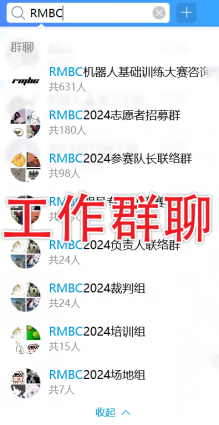 RMBC
群聊
RMBC机器人基础训练大赛咨询
共631人
RMBC2024志愿者招募群
共180人
RMBC2024参赛队长联络群
共98人
工作群聊
RMBC2024负责人联络群
共24人
RMBC2024裁判组
共24人
RMBC2024培训组
共15人
RMBC2024场地组
共7人
收起